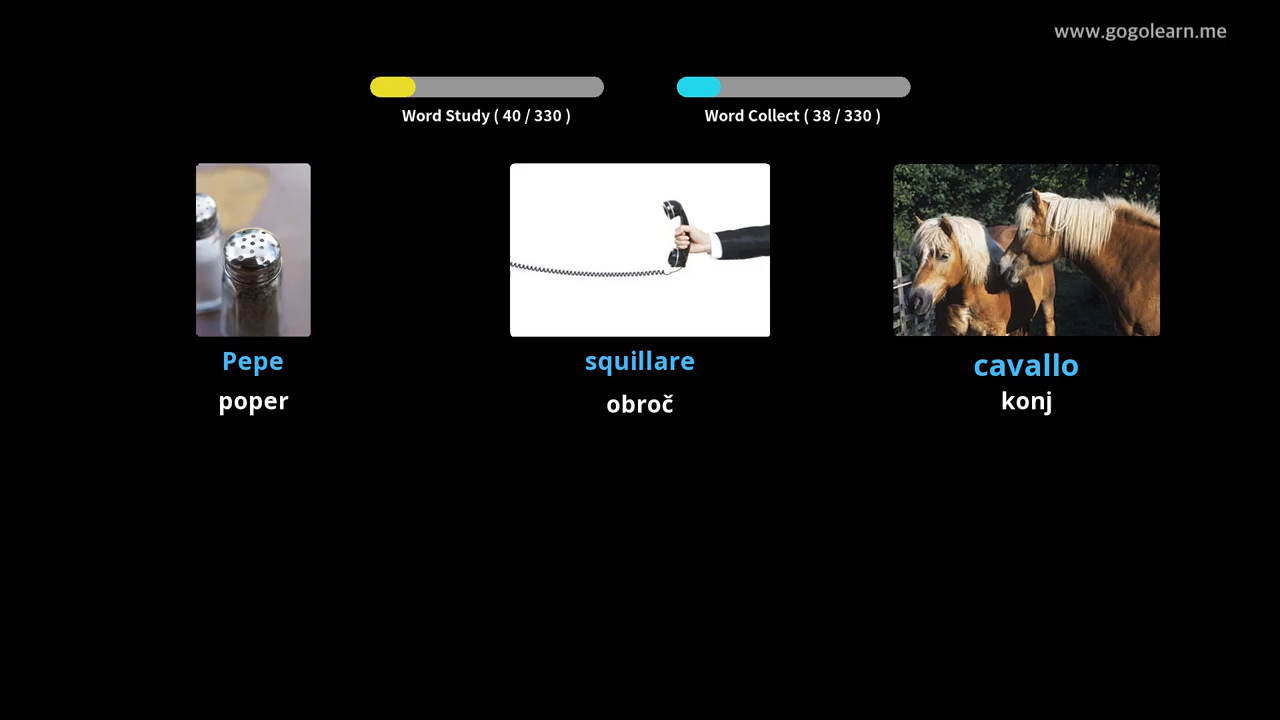 www.gogolearn.me
Word Study ( 40 / 330 )
Word Collect ( 38 / 330 )
Pepe
squillare
cavallo
poper
obroč
konj